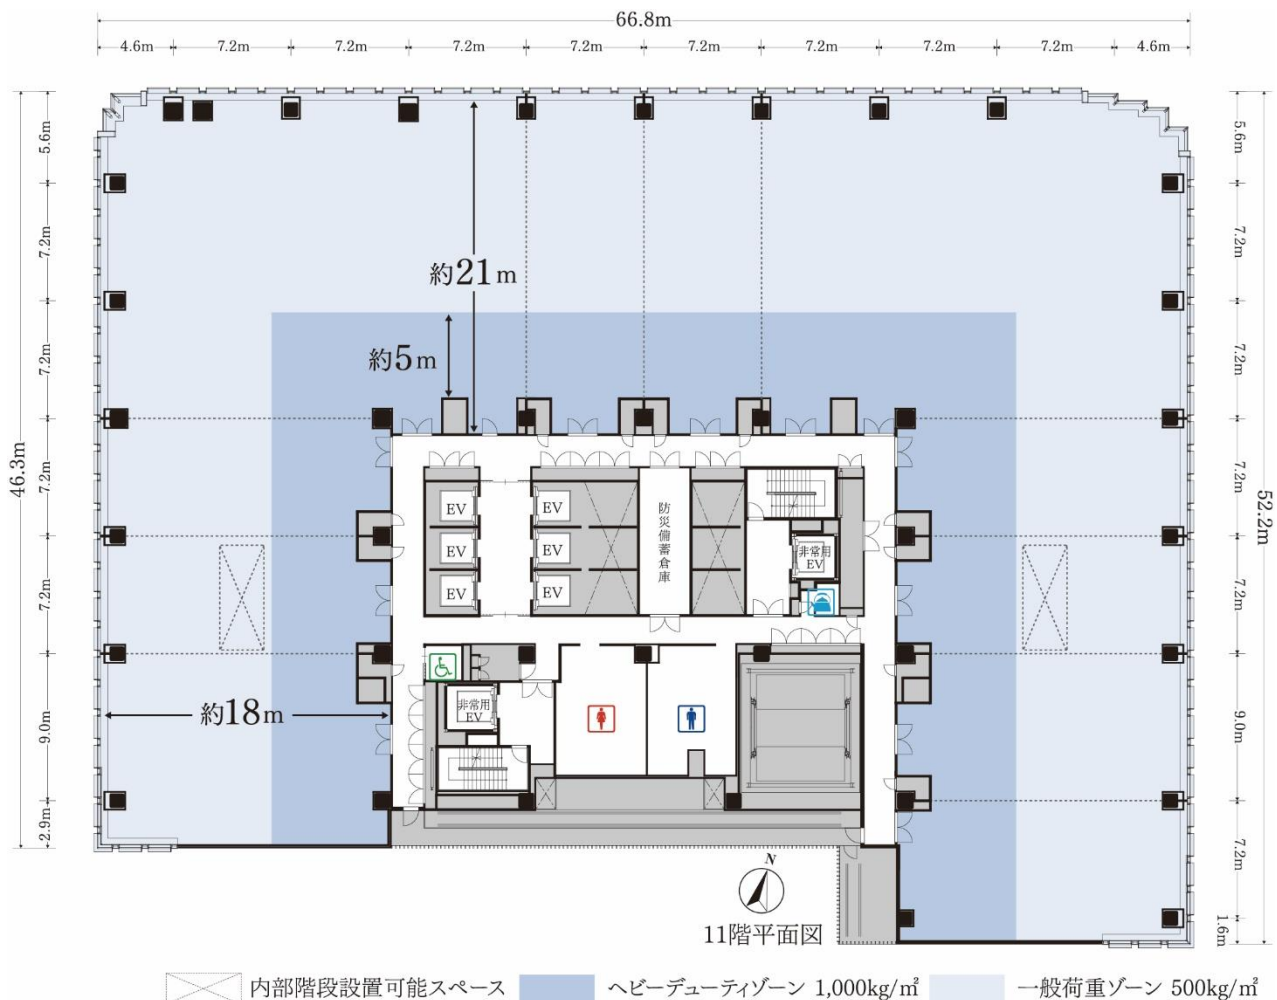 66.8m
4.6m 7.2m 7.2m 7.2m 7.2m 7.2m 7.2m 7.2m 7.2m 4.6m
5.6m
7.2m
7.2m
7.2m
7.2m
9.0m
2.9m
46.3m
5.6m
7.2m
7.2m
7.2m
7.2m
9.0m
7.2m
1.6m
52.2m
約21m
約5m
約18m
EV EV
EV EV
EV EV
防災備蓄倉庫
非常用
EV
非常用
EV
N
11階平面図
内部階段設置可能スペース ヘビーデューティゾーン 1,000kg/㎡ 一般荷重ゾーン 500kg/㎡